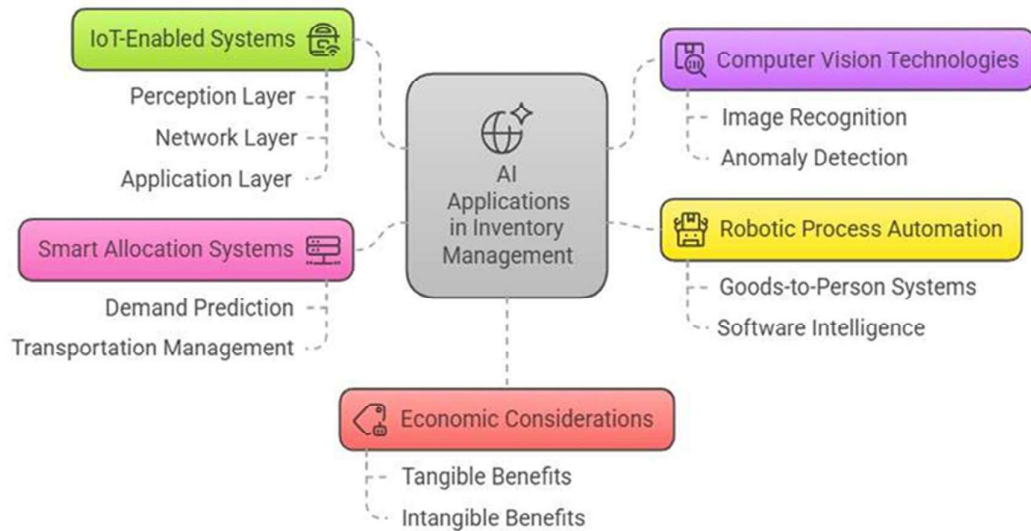 IoT-Enabled Systems
Perception Layer
Network Layer
Application Layer
Smart Allocation Systems
Demand Prediction
Transportation Management
AI
Applications
in Inventory
Management
Computer Vision Technologies
Image Recognition
Anomaly Detection
Robotic Process Automation
Goods-to-Person Systems
Software Intelligence
Economic Considerations
Tangible Benefits
Intangible Benefits